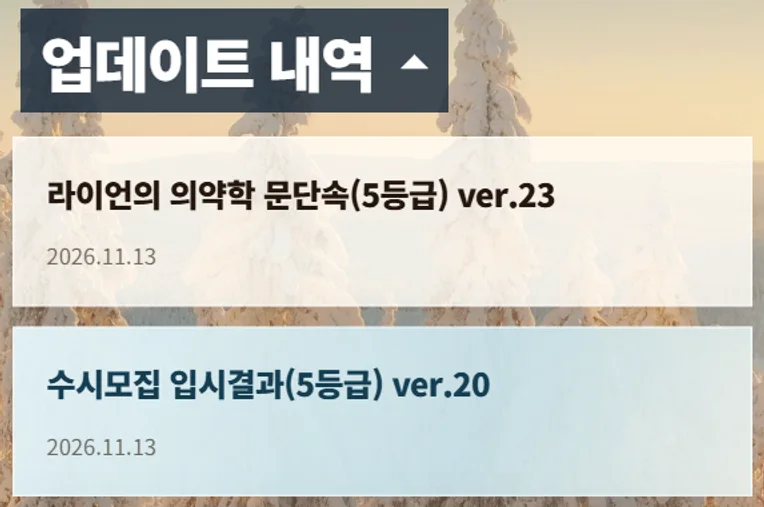 업데이트 내역
라이언의 의약학 문단속(5등급) ver.23
2026.11.13
수시모집 입시결과(5등급) ver.20
2026.11.13